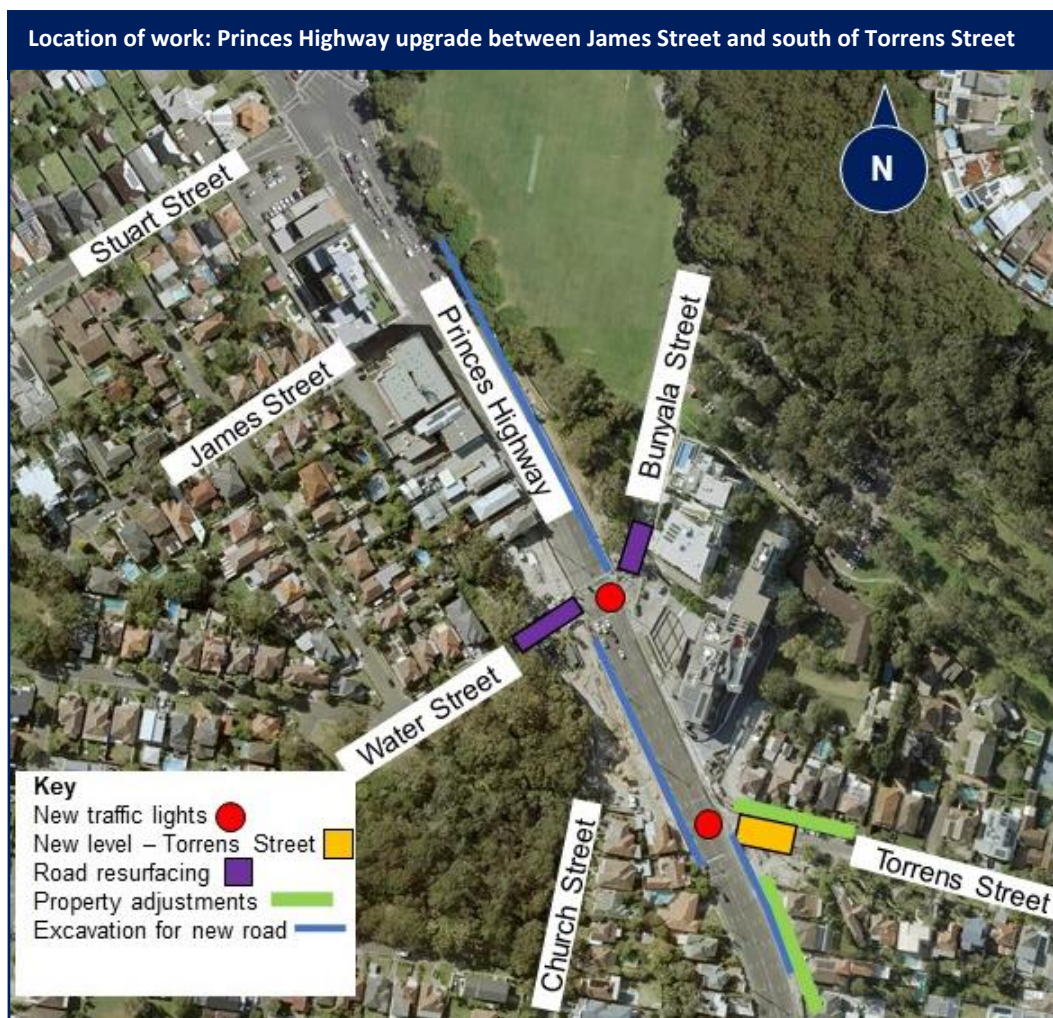 Location of work: Princes Highway upgrade between James Street and south of Torrens Street
N
Stuart Street
Princes Highway
Bunyala Street
James Street
Water Street
Church Street
Torrens Street
Key
New traffic lights
New level – Torrens Street
Road resurfacing
Property adjustments
Excavation for new road